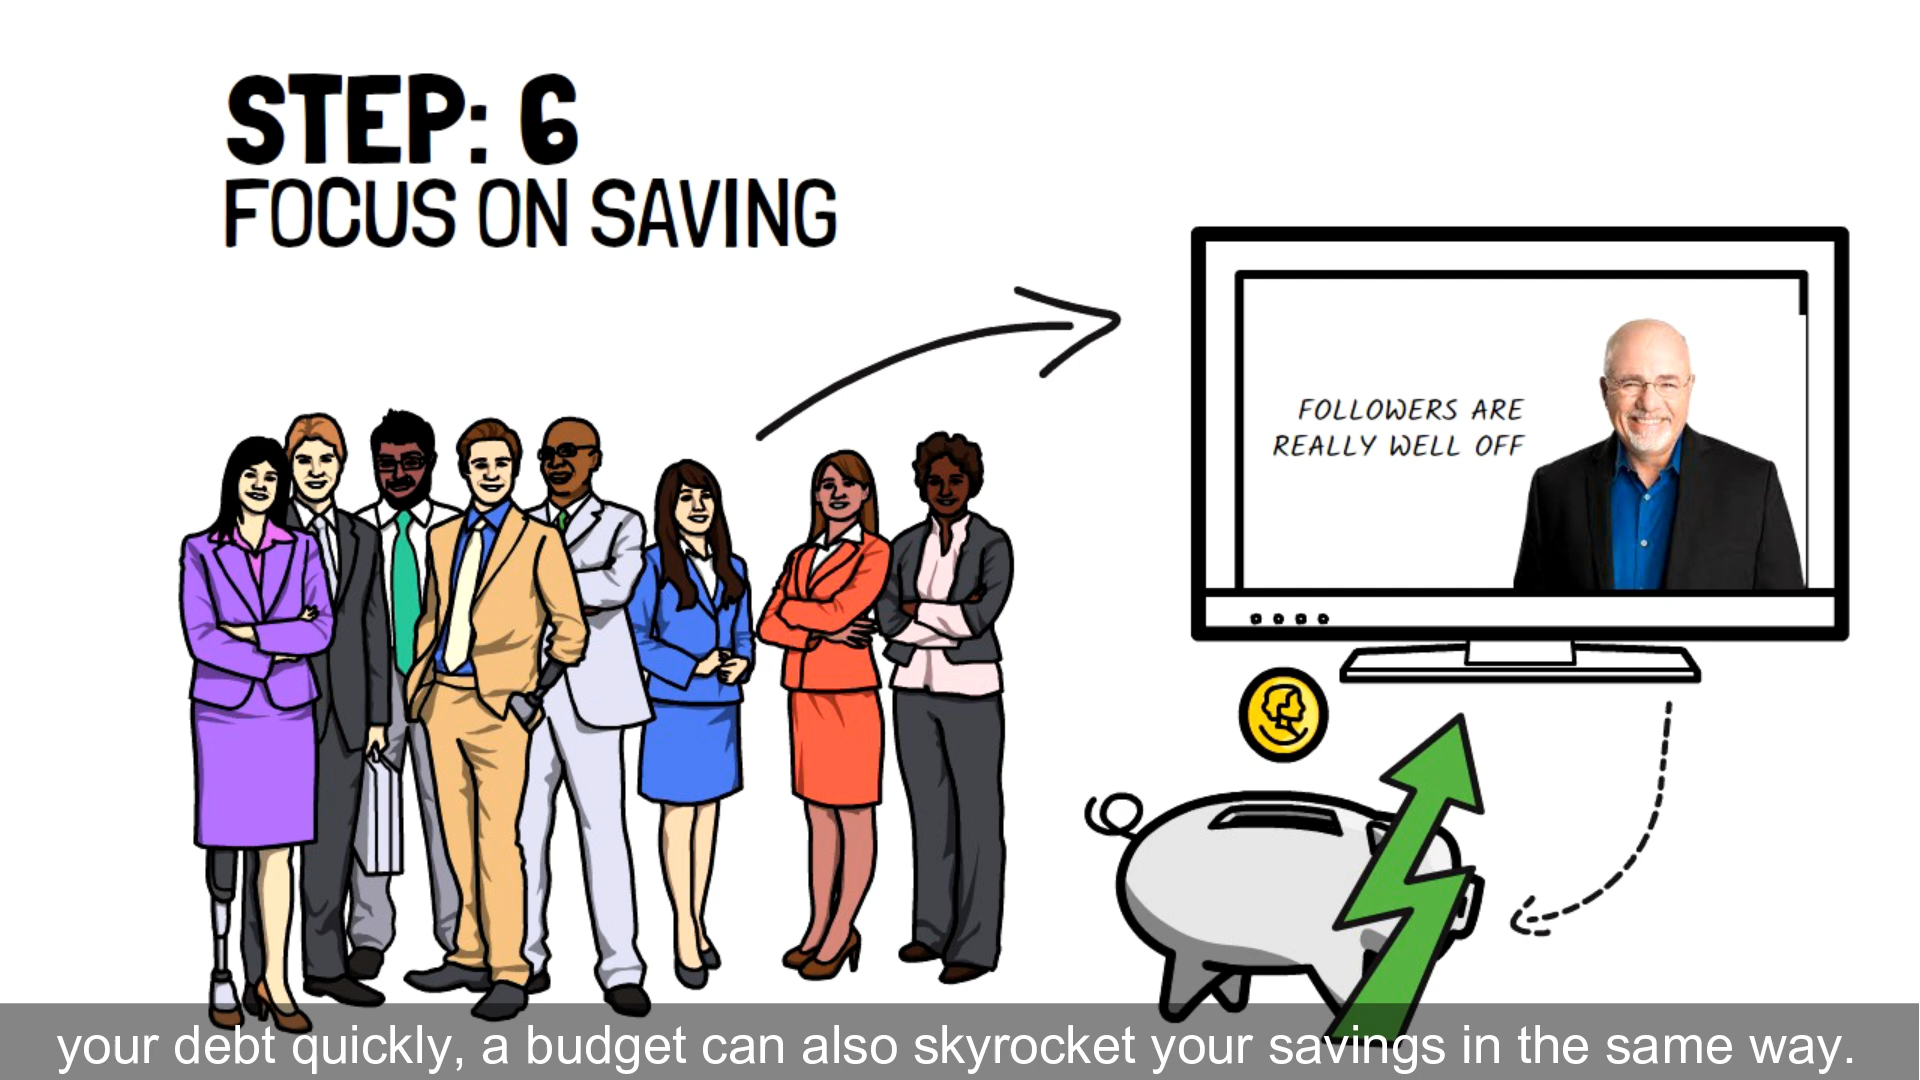 STEP: 6
FOCUS ON SAVING
FOLLOWERS ARE
REALLY WELL OFF
your debt quickly, a budget can also skyrocket your savings in the same way.